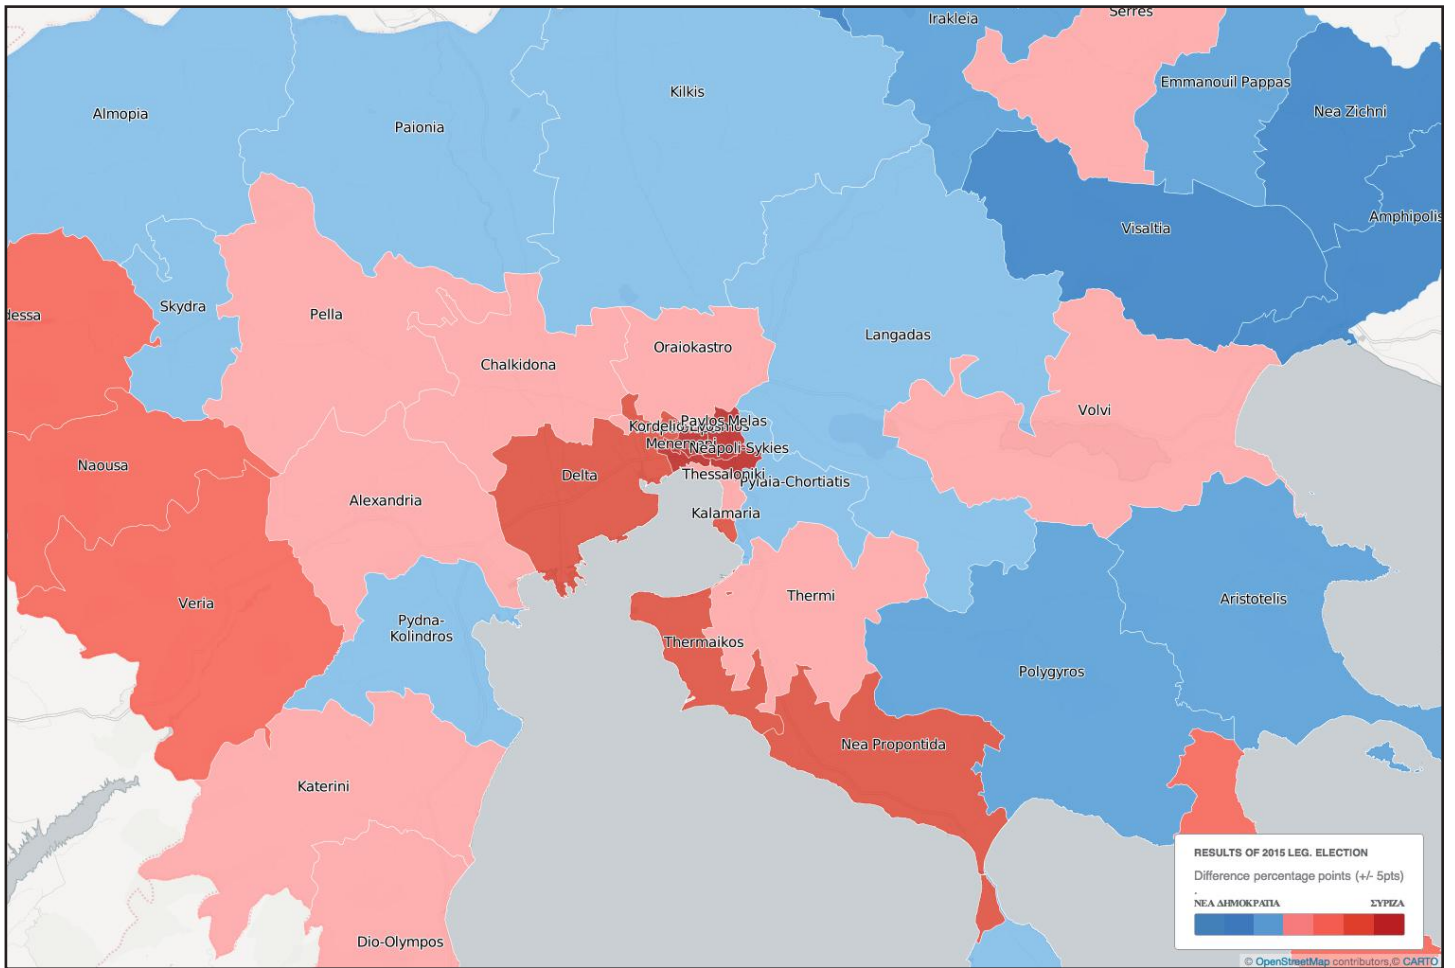 Irakleia
Serres
Emmanouil Pappas
Almopia
Paionia
Kilkis
Nea Zichni
Amphipolis
Visaltia
Skydra
dessa
Pella
Langadas
Oraiokastro
Chalkidona
Volvi
Pavlos Melas
Menemeni
Neapoli-Sykies
Naousa
Delta
Thessaloniki
Pylaia-Chortiatis
Alexandria
Kalamaria
Veria
Thermi
Aristotelis
Pydna-
Kolindros
Thermaikos
Polygyros
Nea Propontida
Katerini
Dio-Olympos
RESULTS OF 2015 LEG. ELECTION
Difference percentage points (+/- 5pts)
.
ΝΕΑ ΔΗΜΟΚΡΑΤΙΑ ΣΥΡΙΖΑ
© OpenStreetMap contributors,© CARTO